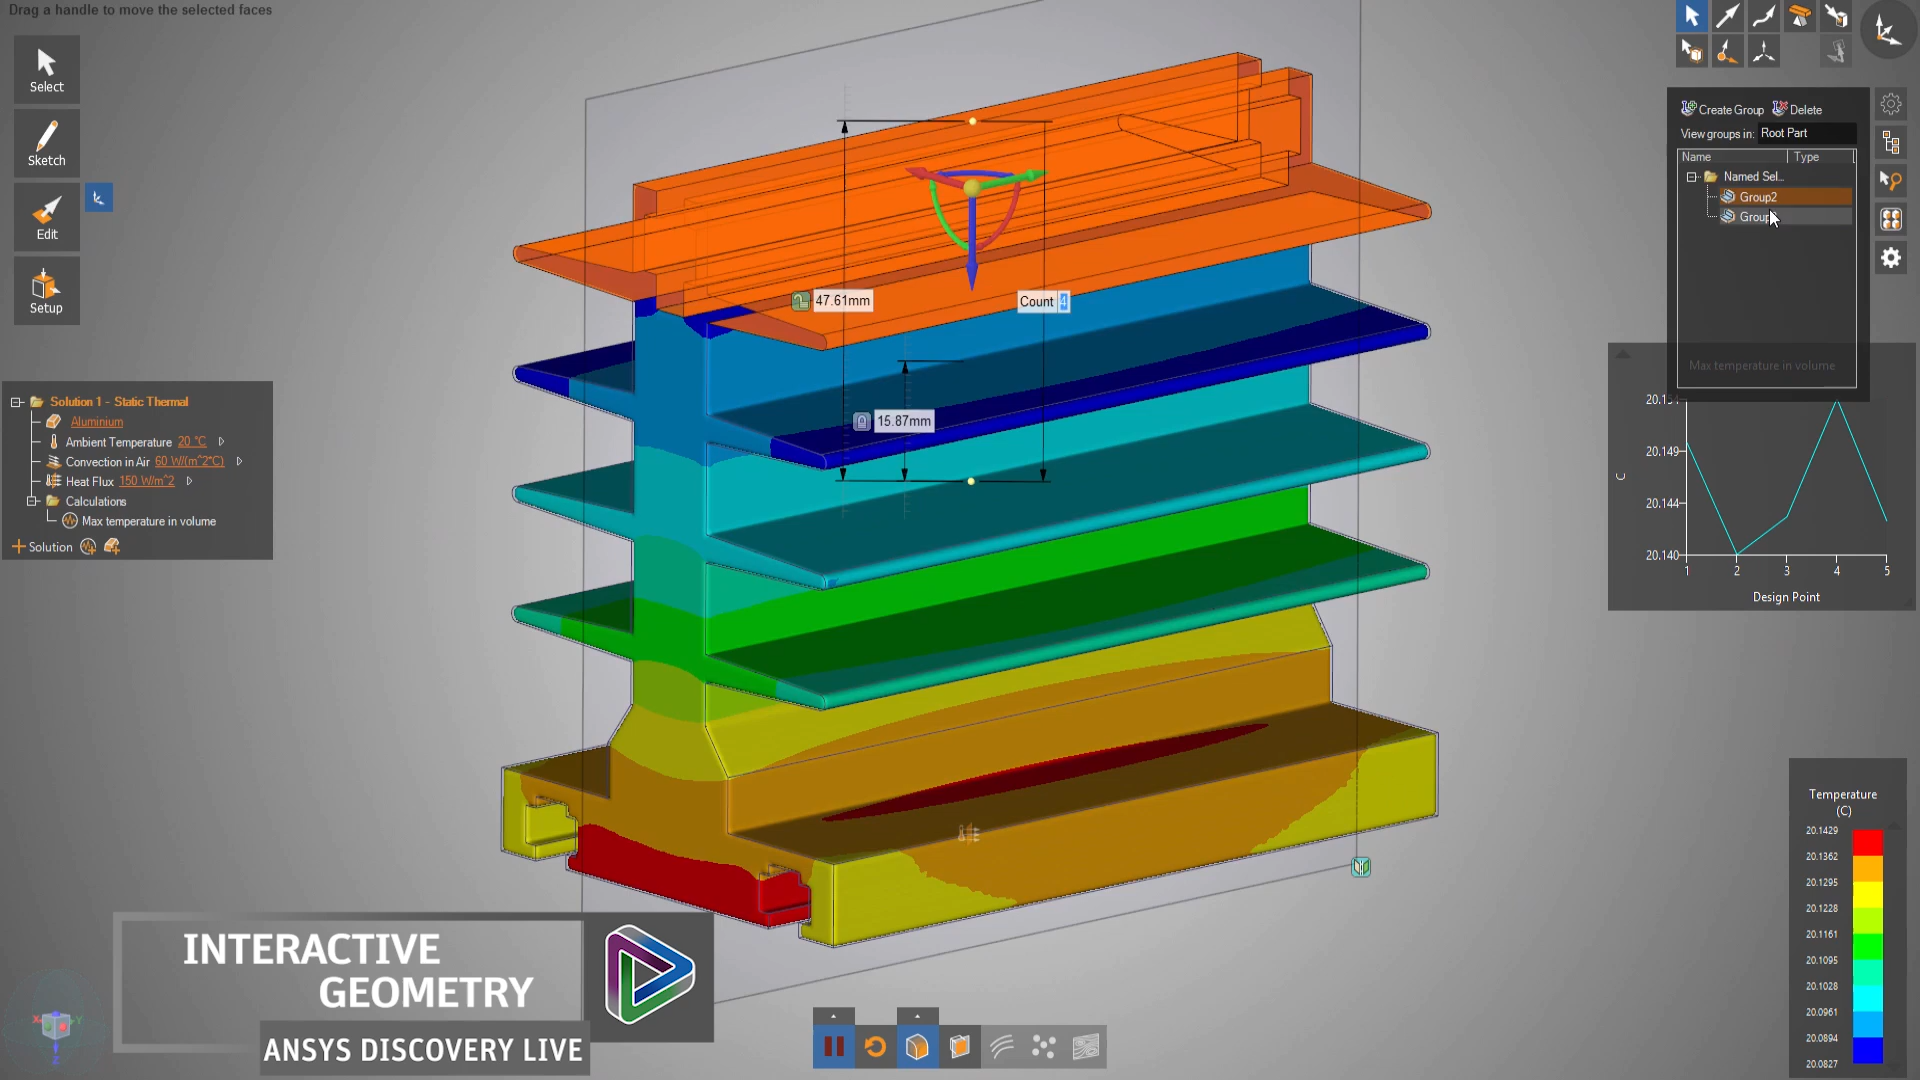 Drag a handle to move the selected faces
Select
Sketch
Edit
Setup
Create Group Delete
View groups in: Root Part
Name Type
Named Sel...
Group2
Group
Max temperature in volume
47.61mm
Count 4
15.87mm
Solution 1 - Static Thermal
Aluminium
Ambient Temperature 20 °C
Convection in Air 60 W/(m^2°C)
Heat Flux 150 W/m^2
Calculations
Max temperature in volume
Solution
20.149
20.144
20.140
C
1 2 3 4 5
Design Point
Temperature
(C)
20.1429
20.1362
20.1295
20.1228
20.1161
20.1095
20.1028
20.0961
20.0894
20.0827
INTERACTIVE
GEOMETRY
ANSYS DISCOVERY LIVE
X Y
Z